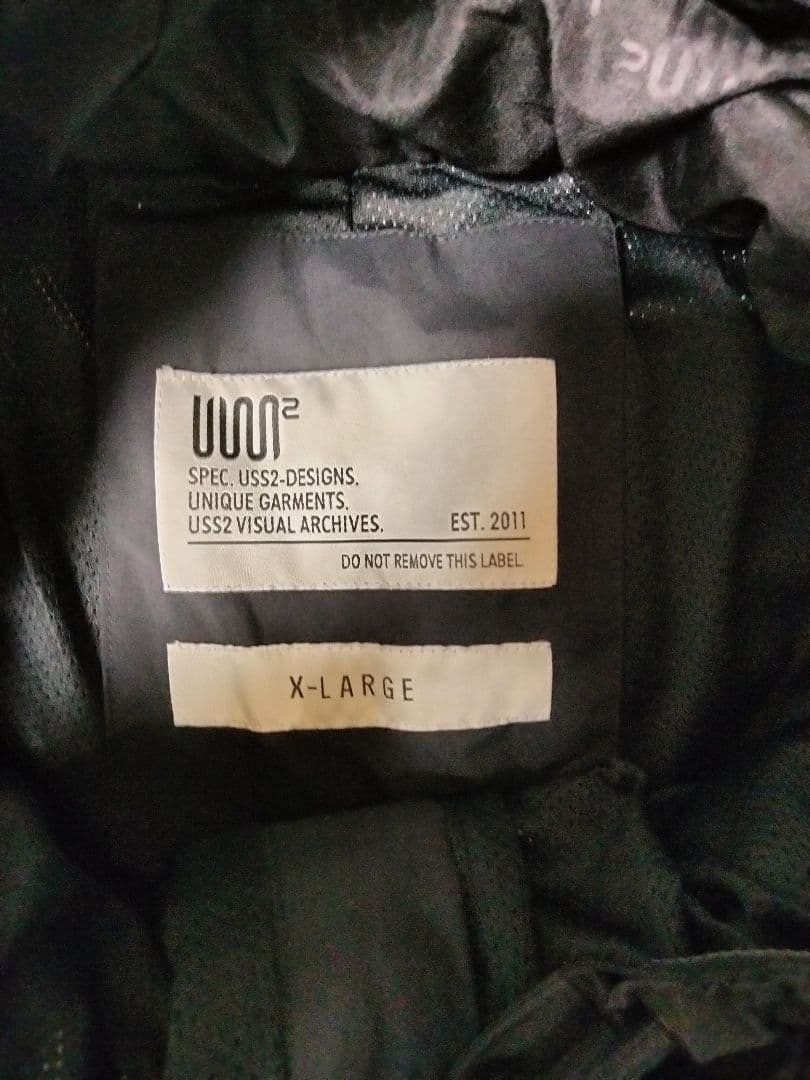 SPEC. USS2-DESIGNS.
UNIQUE GARMENTS.
USS2 VISUAL ARCHIVES. EST. 2011
DO NOT REMOVE THIS LABEL.
X-LARGE